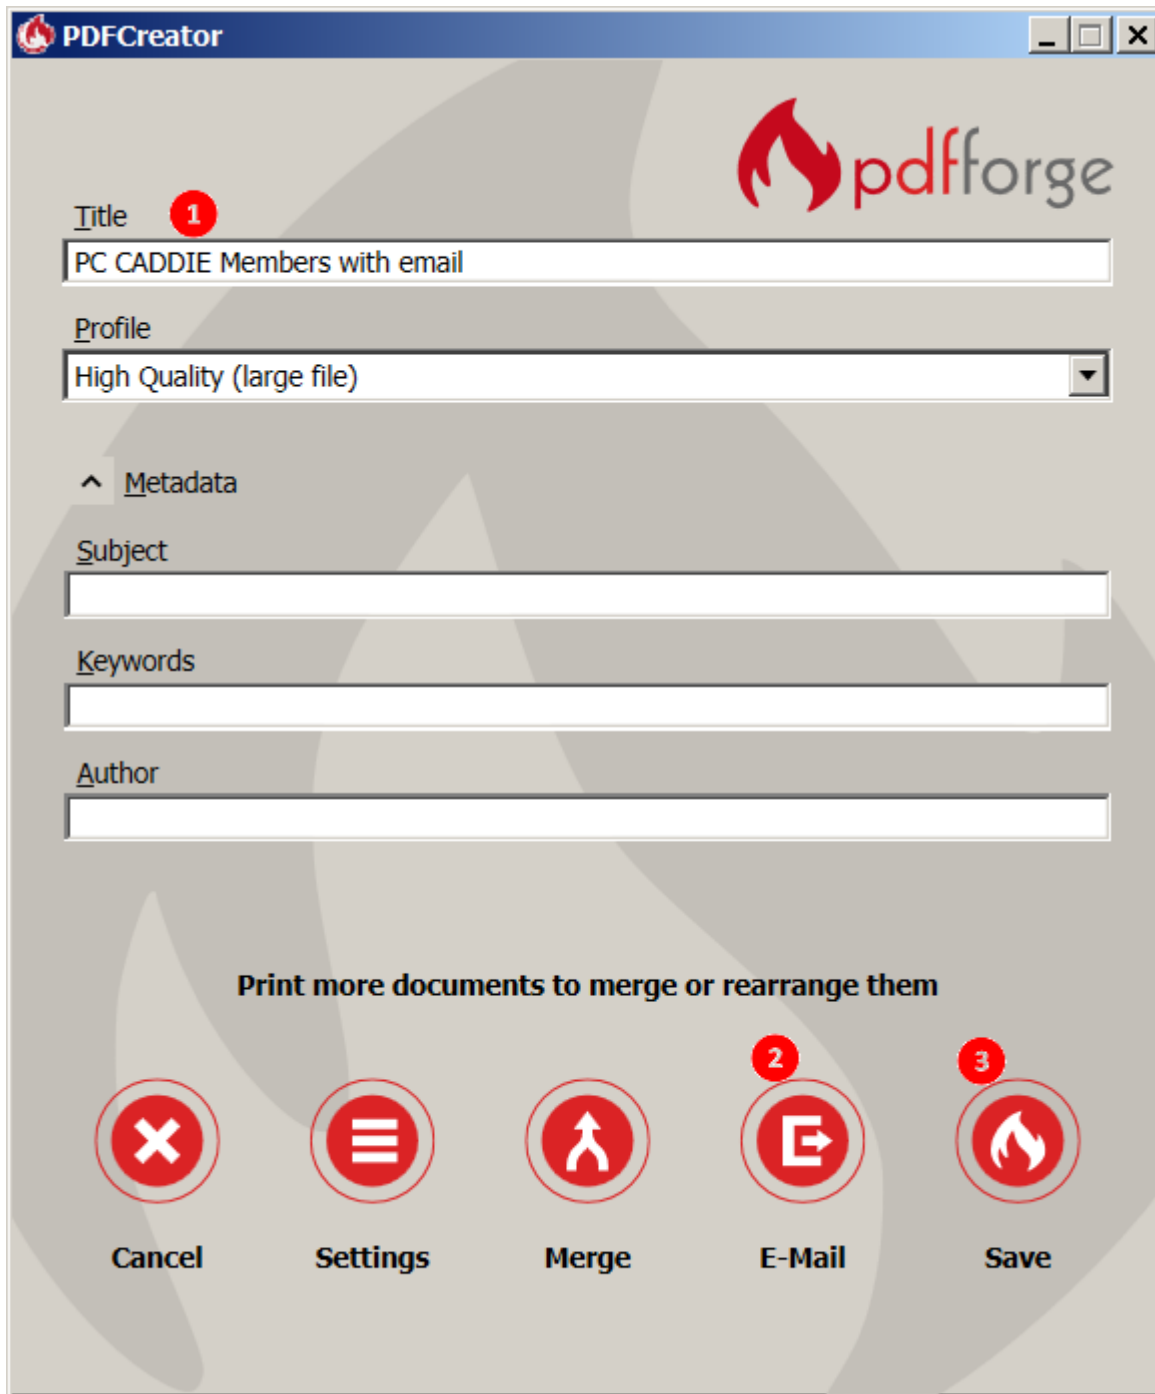 PDFCreator
pdfforge
Title 1
PC CADDIE Members with email
Profile
High Quality (large file)
Metadata
Subject
Keywords
Author
Print more documents to merge or rearrange them
2 3
Cancel Settings Merge E-Mail Save